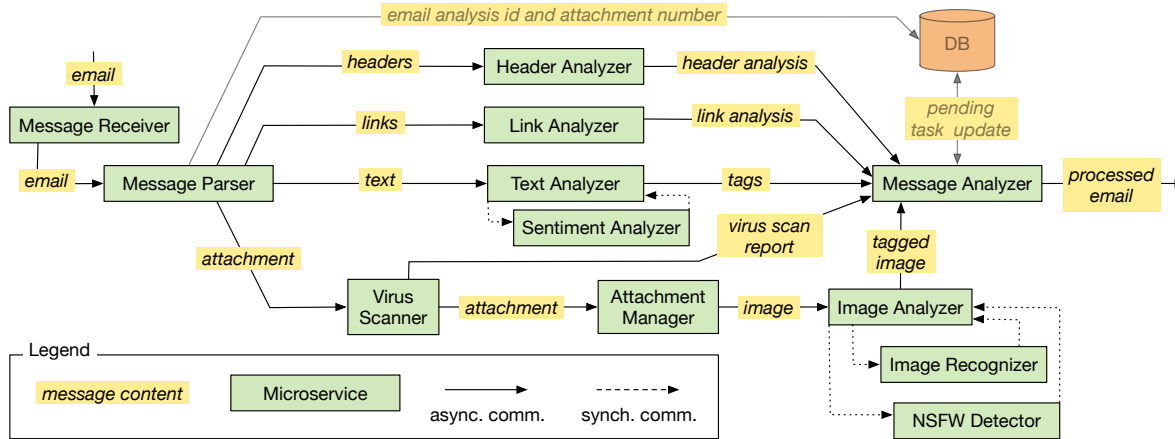 email analysis id and attachment number
DB
email
headers
Header Analyzer
header analysis
Message Receiver
links
Link Analyzer
link analysis
pending
task update
email
Message Parser
text
Text Analyzer
tags
Message Analyzer
processed
email
Sentiment Analyzer
virus scan
report
attachment
tagged
image
Virus
Scanner
attachment
Attachment
Manager
image
Image Analyzer
Legend
message content
Microservice
async. comm.
synch. comm.
Image Recognizer
NSFW Detector